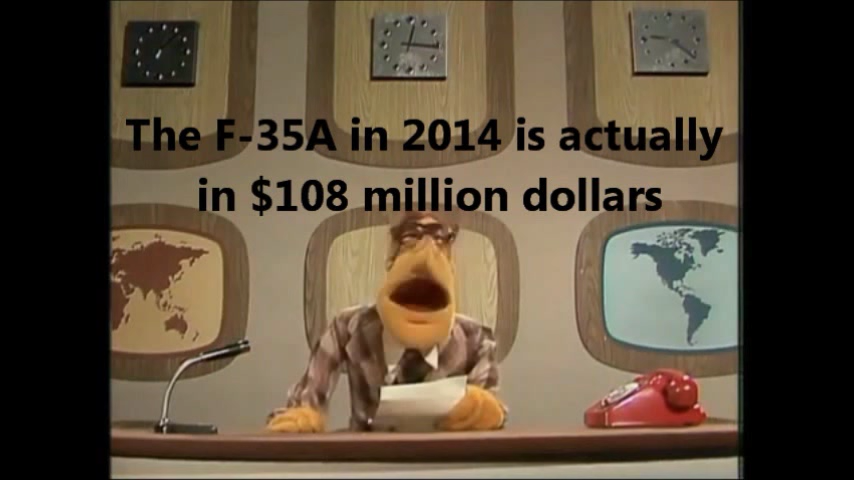 The F-35A in 2014 is actually
in $108 million dollars